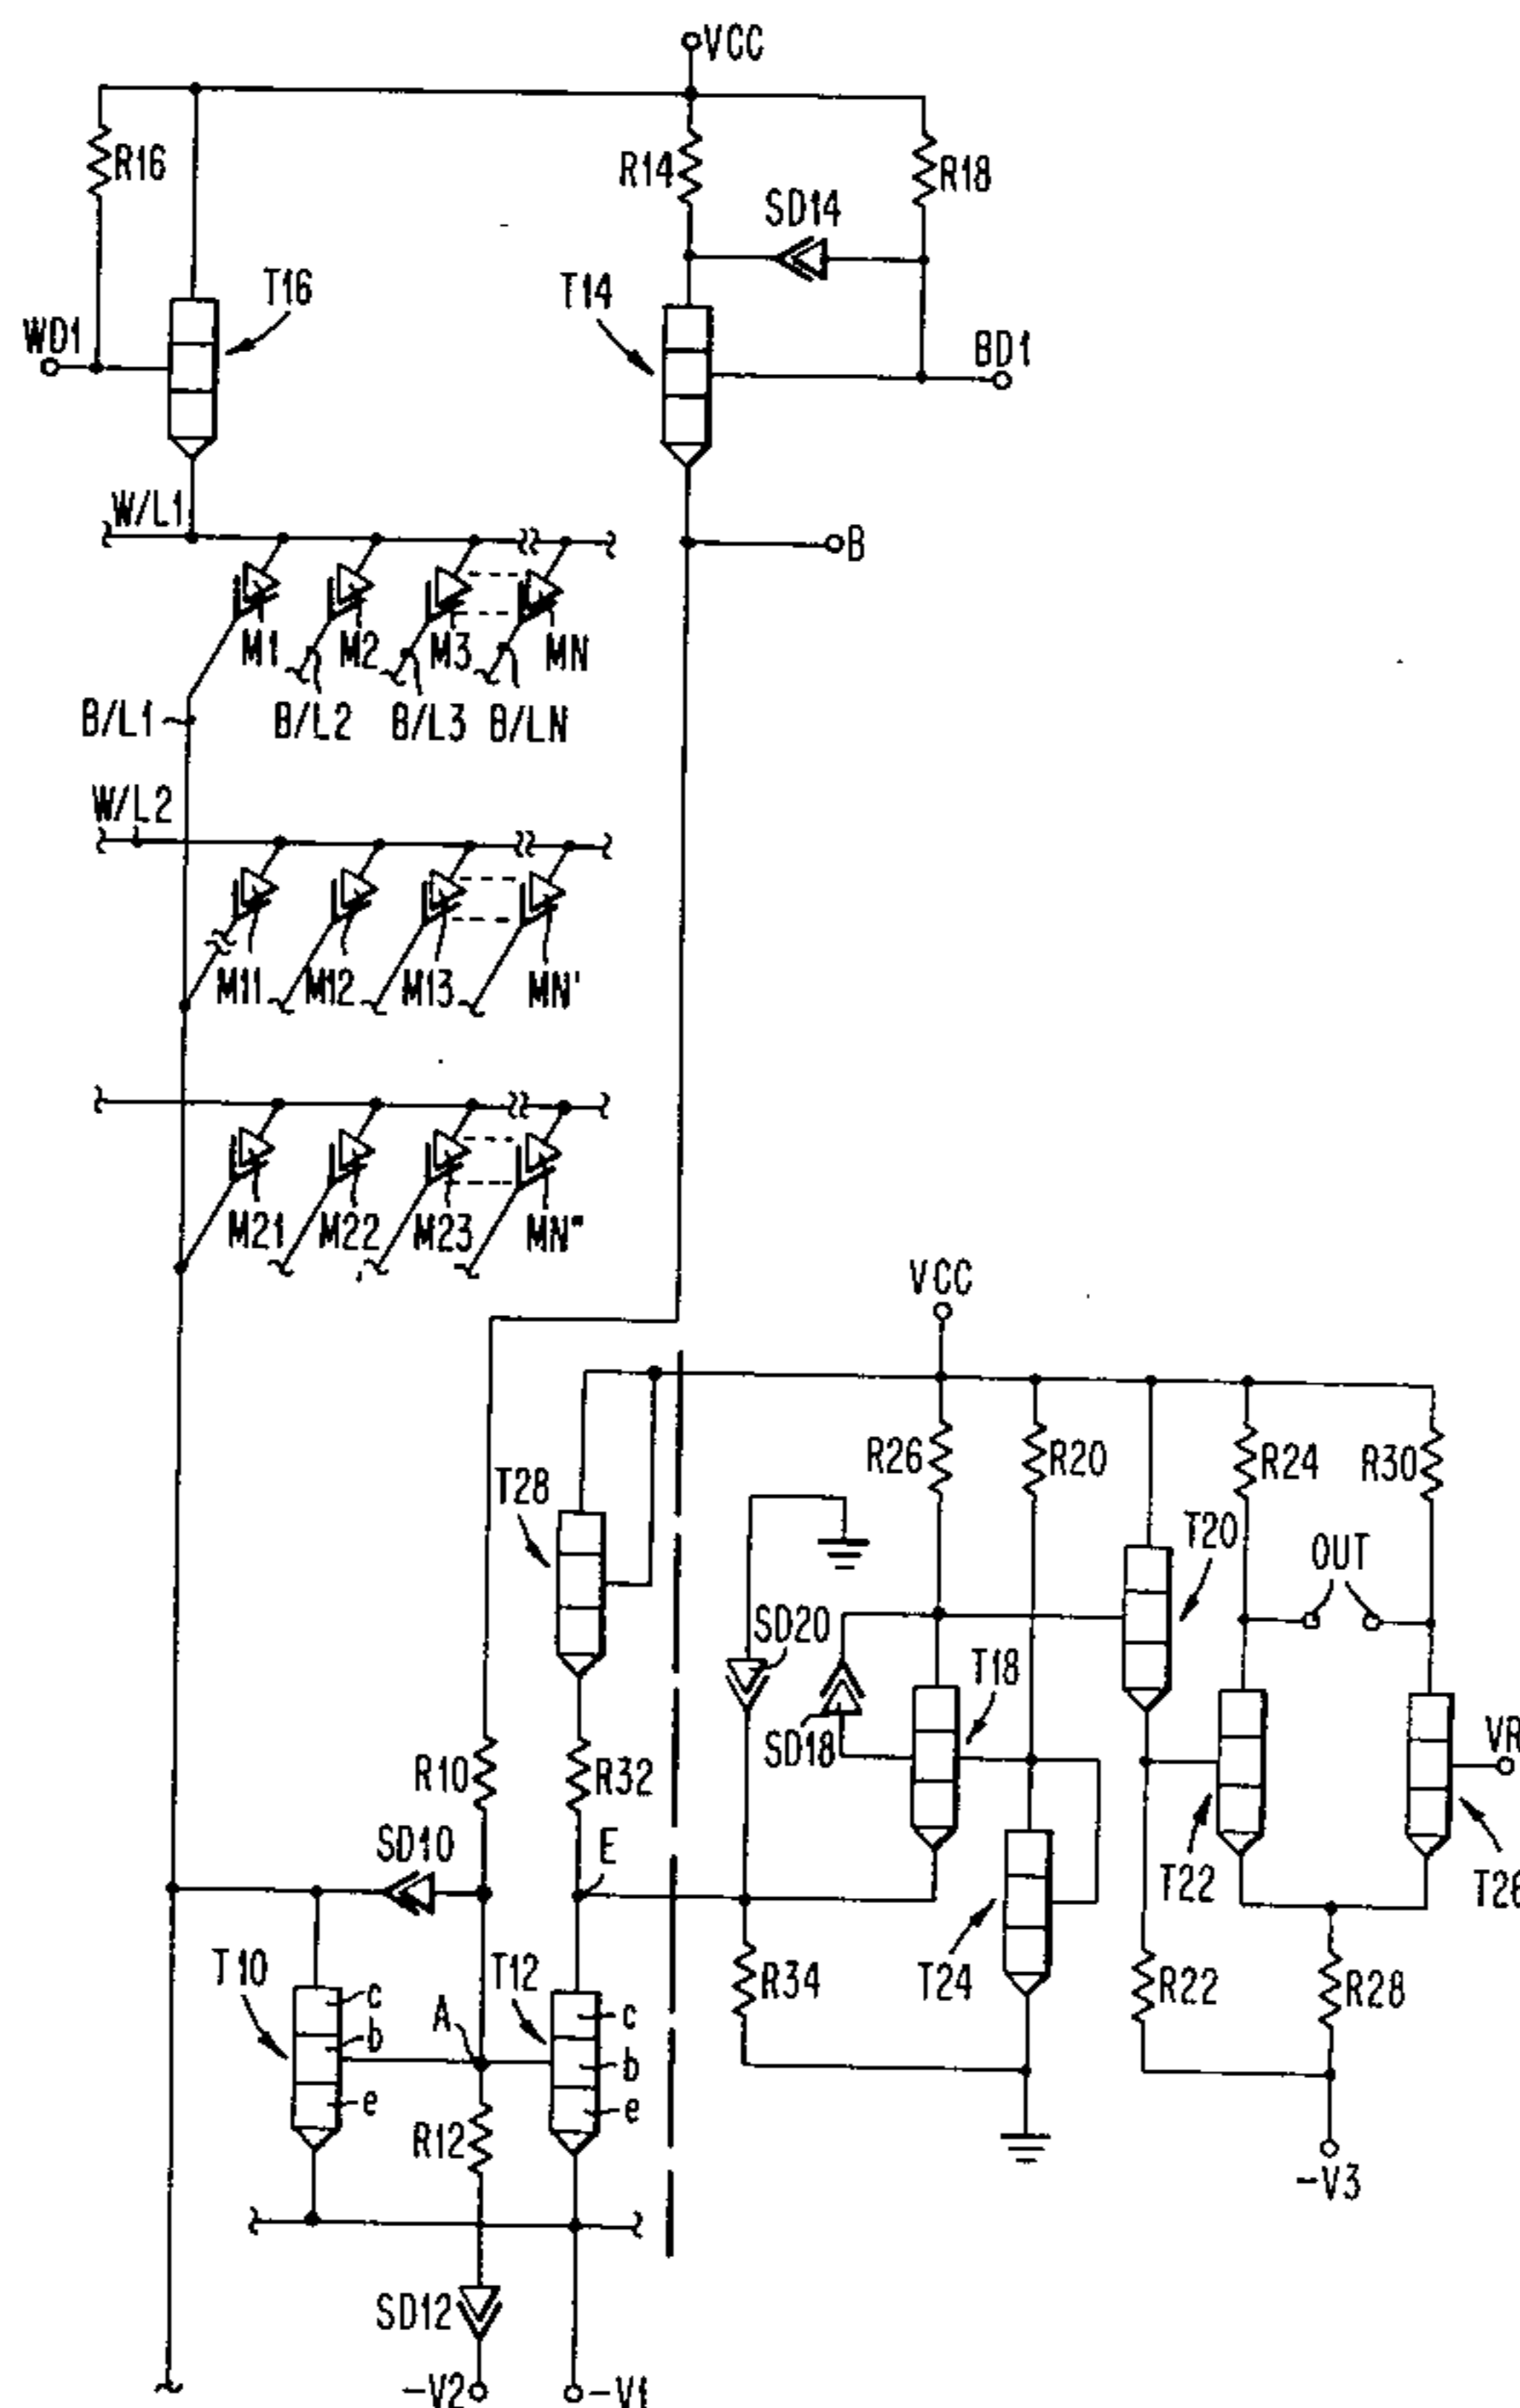 VCC
R16
R14
R18
SD14
T16
T14
WD1
BD1
W/L1
B
M1 M2 M3 MN
B/L1 B/L2 B/L3 B/LN
W/L2
M11 M12 M13 MN'
M21 M22 M23 MN"
VCC
R26 R20 R24 R30
T28
T20
OUT
SD20
T18
SD18
VR
R10 R32
SD10
E
T22
T26
T10
T12
R34
T24
R22 R28
c c
A
b b
e e
R12
-V3
SD12
-V2 -V1